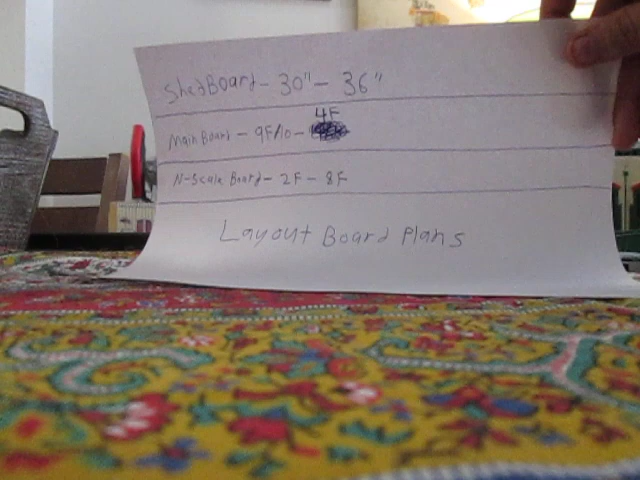 ShedBoard - 30" - 36"
4F
Main Board - 9F/10 -
N-Scale Board - 2F - 8F
Layout Board Plans